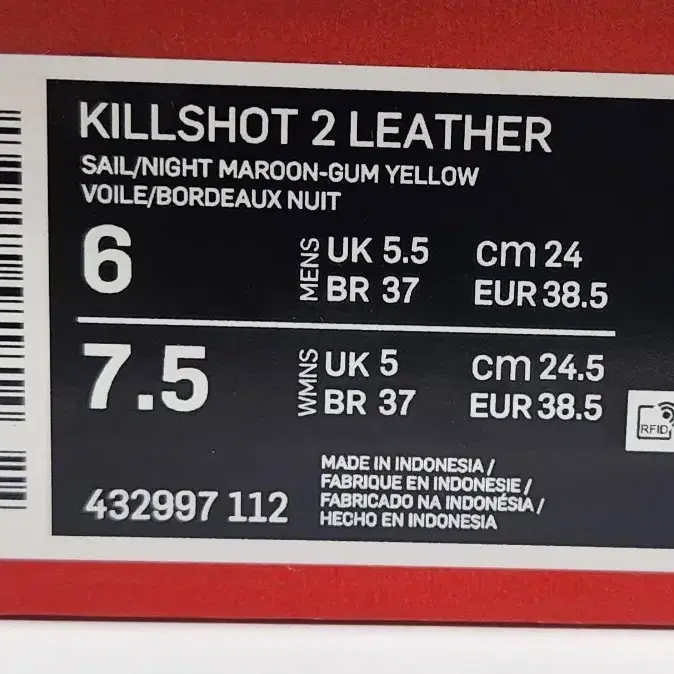 KILLSHOT 2 LEATHER
SAIL/NIGHT MAROON-GUM YELLOW
VOILE/BORDEAUX NUIT
6 MENS UK 5.5 cm 24
BR 37 EUR 38.5
7.5 WMNS UK 5 cm 24.5
BR 37 EUR 38.5
RFID
MADE IN INDONESIA /
FABRIQUE EN INDONESIE /
FABRICADO NA INDONÉSIA /
HECHO EN INDONESIA
432997 112